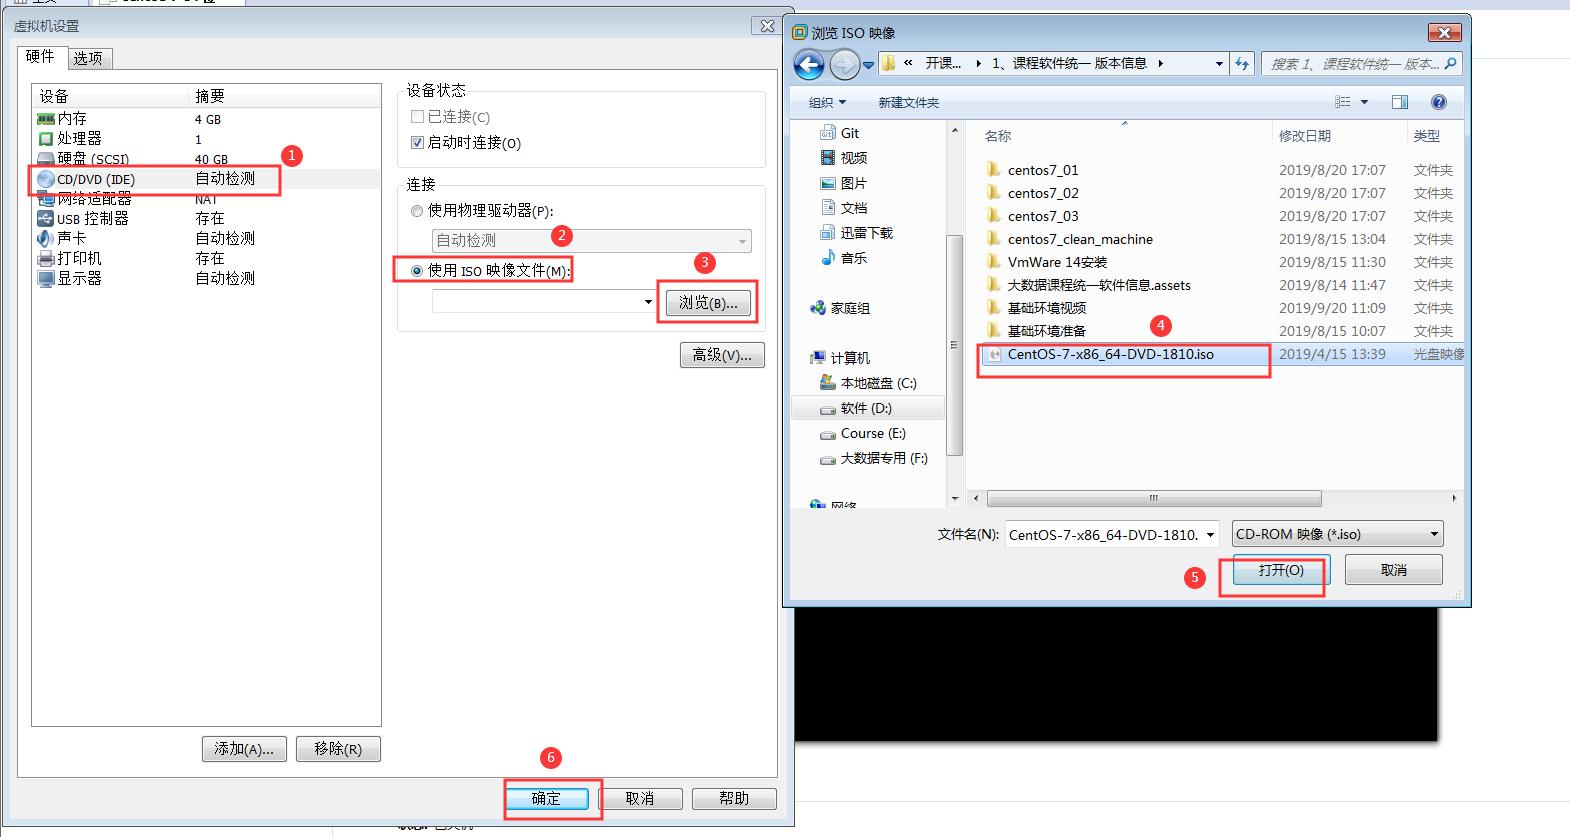 虚拟机设置
硬件 选项
设备 摘要
内存 4 GB
处理器 1
硬盘 (SCSI) 40 GB
CD/DVD (IDE) 自动检测
网络适配器 NAT
USB 控制器 存在
声卡 自动检测
打印机 存在
显示器 自动检测
1
添加(A)... 移除(R)
设备状态
已连接(C)
启动时连接(O)
连接
使用物理驱动器(P):
自动检测
2
使用 ISO 映像文件(M):
3
浏览(B)...
高级(V)...
6
确定 取消 帮助
浏览 ISO 映像
« 开课... 1、课程软件统一 版本信息
搜索 1、课程软件统一 版本...
组织 新建文件夹
Git
视频
图片
文档
迅雷下载
音乐
家庭组
计算机
本地磁盘 (C:)
软件 (D:)
Course (E:)
大数据专用 (F:)
网络
名称 修改日期 类型
centos7_01 2019/8/20 17:07 文件夹
centos7_02 2019/8/20 17:07 文件夹
centos7_03 2019/8/20 17:07 文件夹
centos7_clean_machine 2019/8/15 13:04 文件夹
VmWare 14安装 2019/8/15 11:30 文件夹
大数据课程统一软件信息.assets 2019/8/14 11:47 文件夹
基础环境视频 2019/9/20 11:09 文件夹
基础环境准备 2019/8/15 10:07 文件夹
4
CentOS-7-x86_64-DVD-1810.iso 2019/4/15 13:39 光盘映像
文件名(N): CentOS-7-x86_64-DVD-1810. CD-ROM 映像 (*.iso)
5
打开(O) 取消